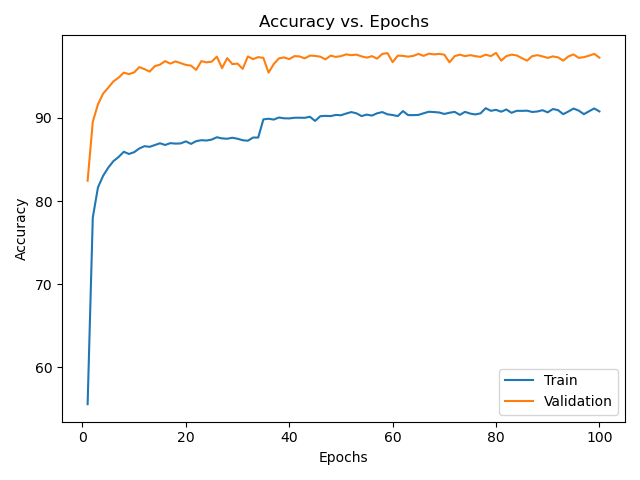 Accuracy vs. Epochs
Accuracy
90
80
70
60
0 20 40 60 80 100
Epochs
Train
Validation